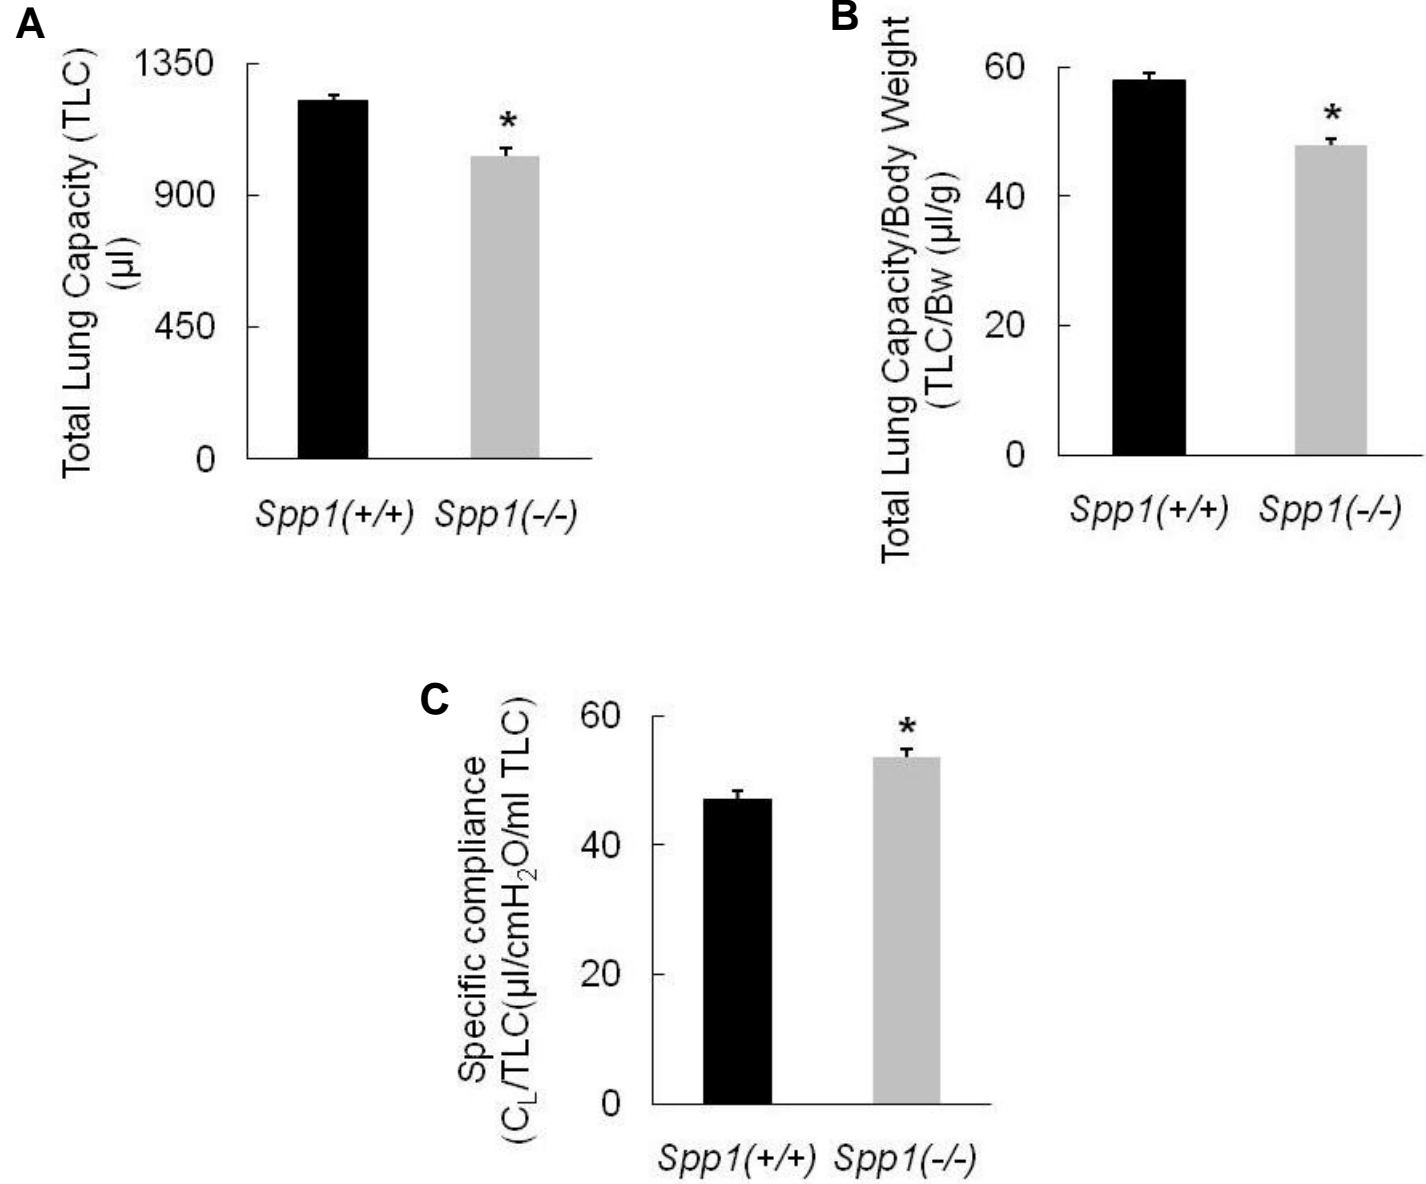 A
Total Lung Capacity (TLC)
(µl)
1350
900
450
0
*
Spp1(+/+) Spp1(-/-)
B
Total Lung Capacity/Body Weight
(TLC/Bw (µl/g)
60
40
20
0
*
Spp1(+/+) Spp1(-/-)
C
Specific compliance
(CL/TLC(µl/cmH2O/ml TLC)
60
40
20
0
*
Spp1(+/+) Spp1(-/-)